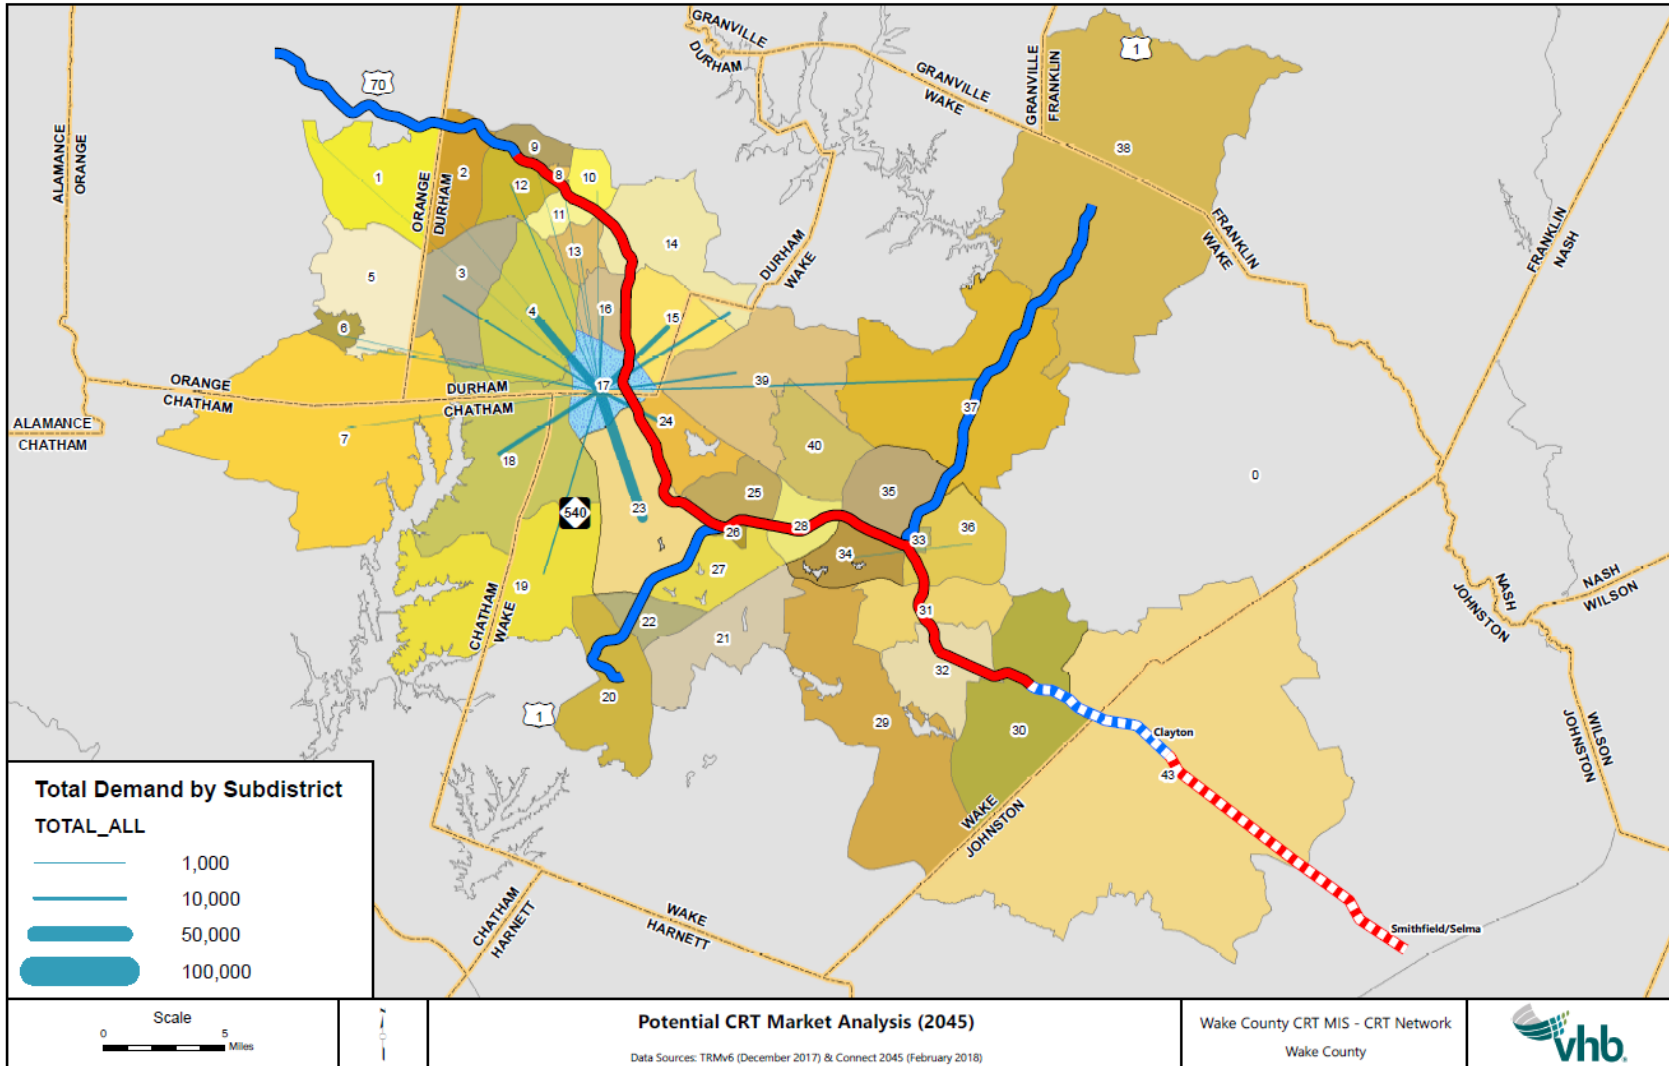 GRANVILLE
DURHAM
GRANVILLE
WAKE
GRANVILLE
FRANKLIN
1
70
ALAMANCE
ORANGE
ORANGE
DURHAM
DURHAM
WAKE
FRANKLIN
WAKE
FRANKLIN
NASH
1
2
9
8
10
12
11
13
14
38
5
3
4
16
15
6
17
39
37
ORANGE
CHATHAM
DURHAM
CHATHAM
ALAMANCE
CHATHAM
7
18
24
40
0
540
23
25
35
26
28
33
36
34
27
19
CHATHAM
WAKE
22
21
31
32
20
1
29
30
NASH
JOHNSTON
NASH
WILSON
WILSON
JOHNSTON
Clayton
43
WAKE
JOHNSTON
Smithfield/Selma
CHATHAM
HARNETT
WAKE
HARNETT
Total Demand by Subdistrict
TOTAL_ALL
1,000
10,000
50,000
100,000
Scale
0 5
Miles
Potential CRT Market Analysis (2045)
Data Sources: TRMv6 (December 2017) & Connect 2045 (February 2018)
Wake County CRT MIS - CRT Network
Wake County
vhb